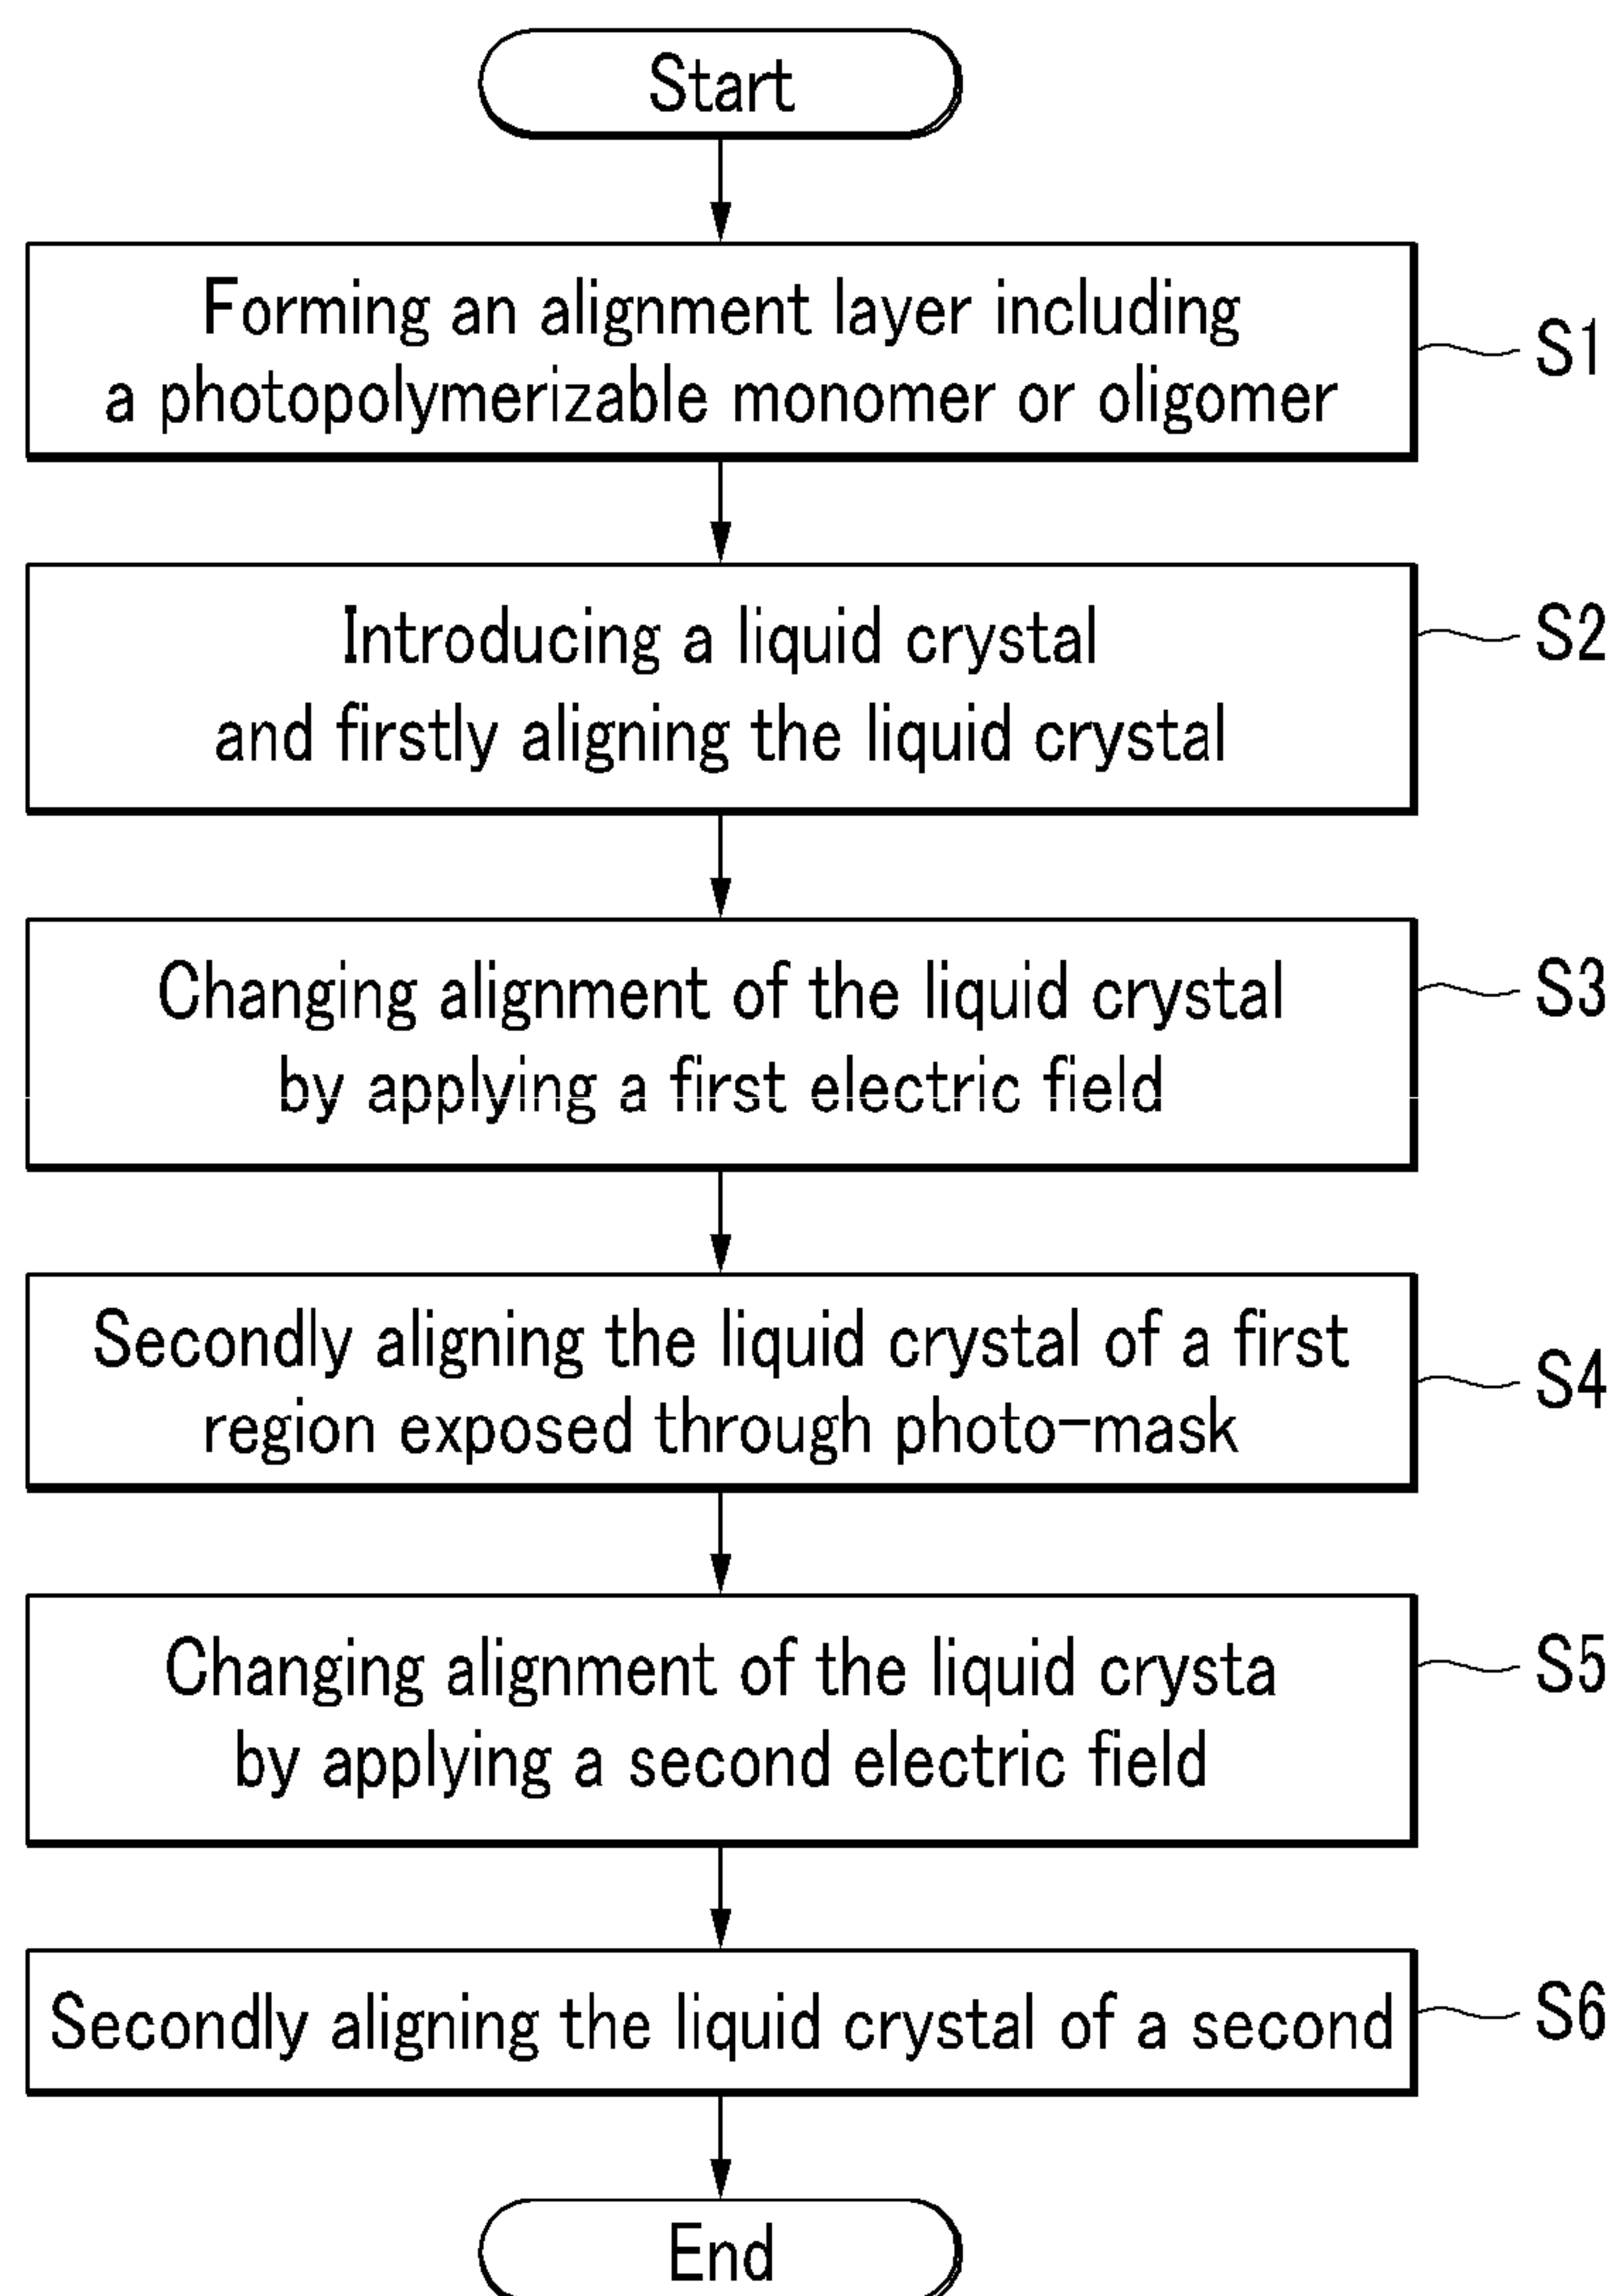 Start
Forming an alignment layer including
a photopolymerizable monomer or oligomer
S1
Introducing a liquid crystal
and firstly aligning the liquid crystal
S2
Changing alignment of the liquid crystal
by applying a first electric field
S3
Secondly aligning the liquid crystal of a first
region exposed through photo-mask
S4
Changing alignment of the liquid crysta
by applying a second electric field
S5
Secondly aligning the liquid crystal of a second
S6
End